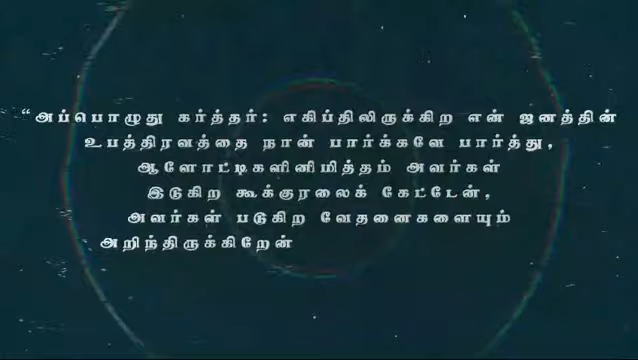 “அப்பொழுது கர்த்தர்: எகிப்திலிருக்கிற என் ஜனத்தின்
உபத்திரவத்தை நான் பார்க்கவே பார்த்து,
ஆளோட்டிகளினிமித்தம் அவர்கள்
இடுகிற கூக்குரலைக் கேட்டேன்,
அவர்கள் படுகிற வேதனைகளையும்
அறிந்திருக்கிறேன்